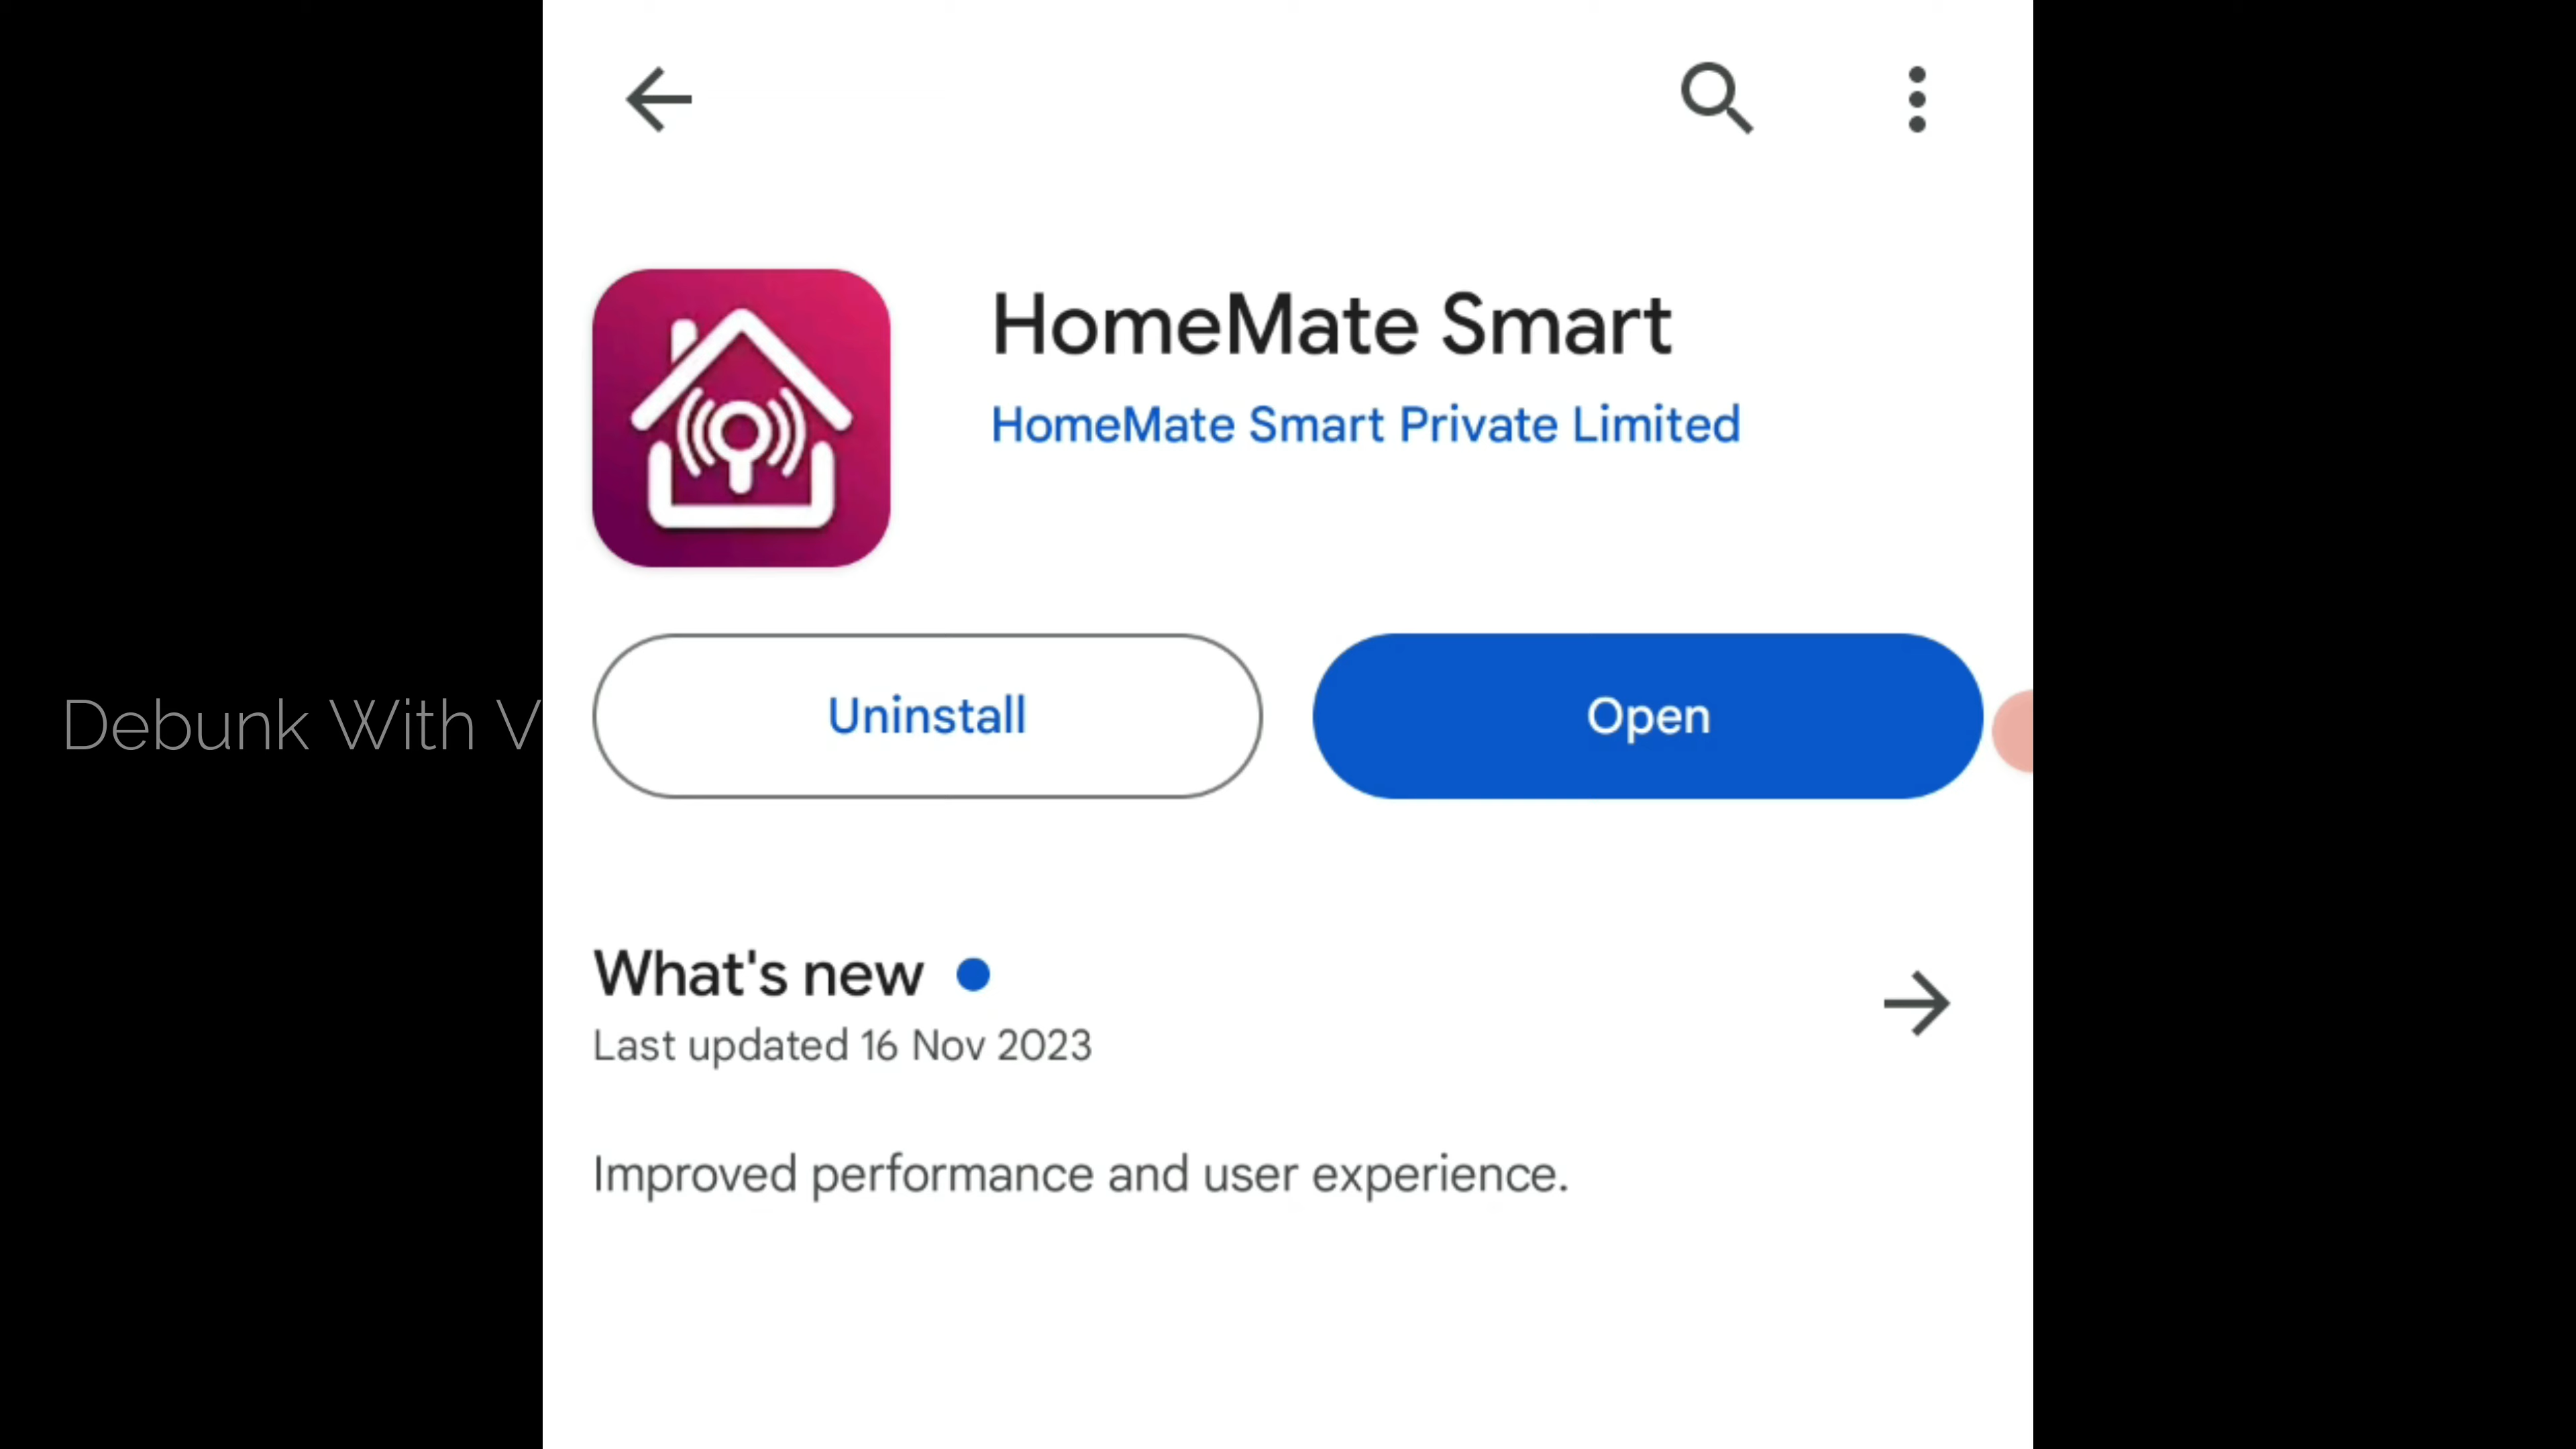 HomeMate Smart
HomeMate Smart Private Limited
Debunk With V
Uninstall
Open
What's new
Last updated 16 Nov 2023
Improved performance and user experience.